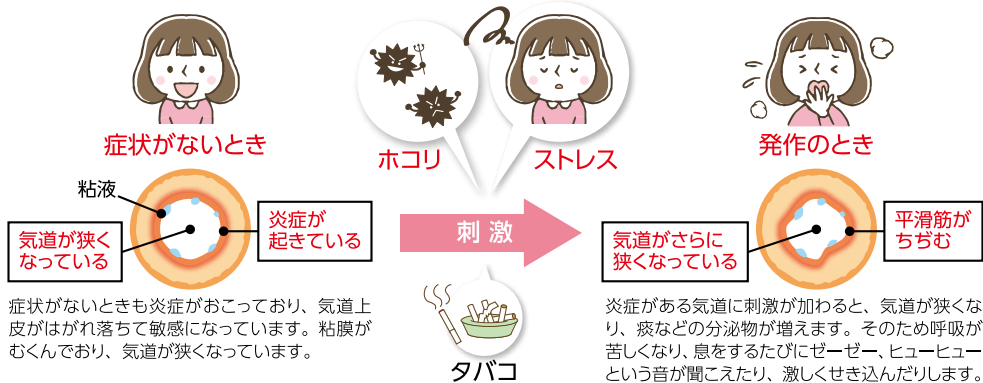 症状がないとき
粘液
気道が狭く
なっている
炎症が
起きている
症状がないときも炎症がおこっており、気道上
皮がはがれ落ちて敏感になっています。粘膜が
むくんでおり、気道が狭くなっています。
ホコリ
ストレス
刺激
タバコ
発作のとき
気道がさらに
狭くなっている
平滑筋が
ちぢむ
炎症がある気道に刺激が加わると、気道が狭くな
り、痰などの分泌物が増えます。そのため呼吸が
苦しくなり、息をするたびにゼーゼー、ヒューヒュー
という音が聞こえたり、激しくせき込んだりします。